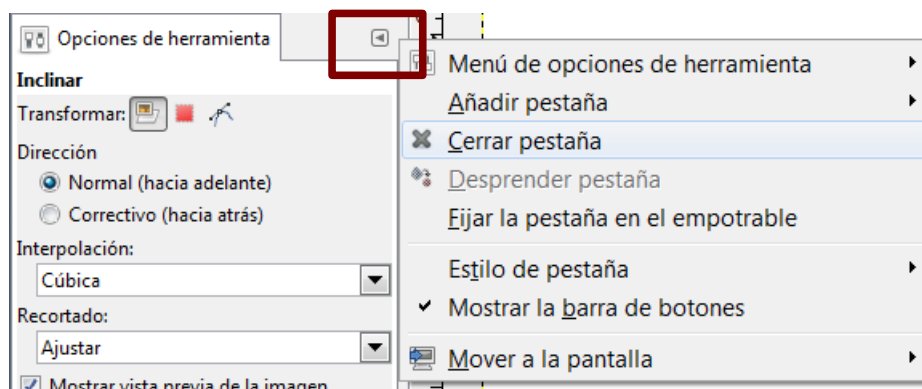 Opciones de herramienta
Inclinar
Transformar:
Dirección
Normal (hacia adelante)
Correctivo (hacia atrás)
Interpolación:
Cúbica
Recortado:
Ajustar
Mostrar vista previa de la imagen
Menú de opciones de herramienta
Añadir pestaña
Cerrar pestaña
Desprender pestaña
Fijar la pestaña en el empotrable
Estilo de pestaña
Mostrar la barra de botones
Mover a la pantalla